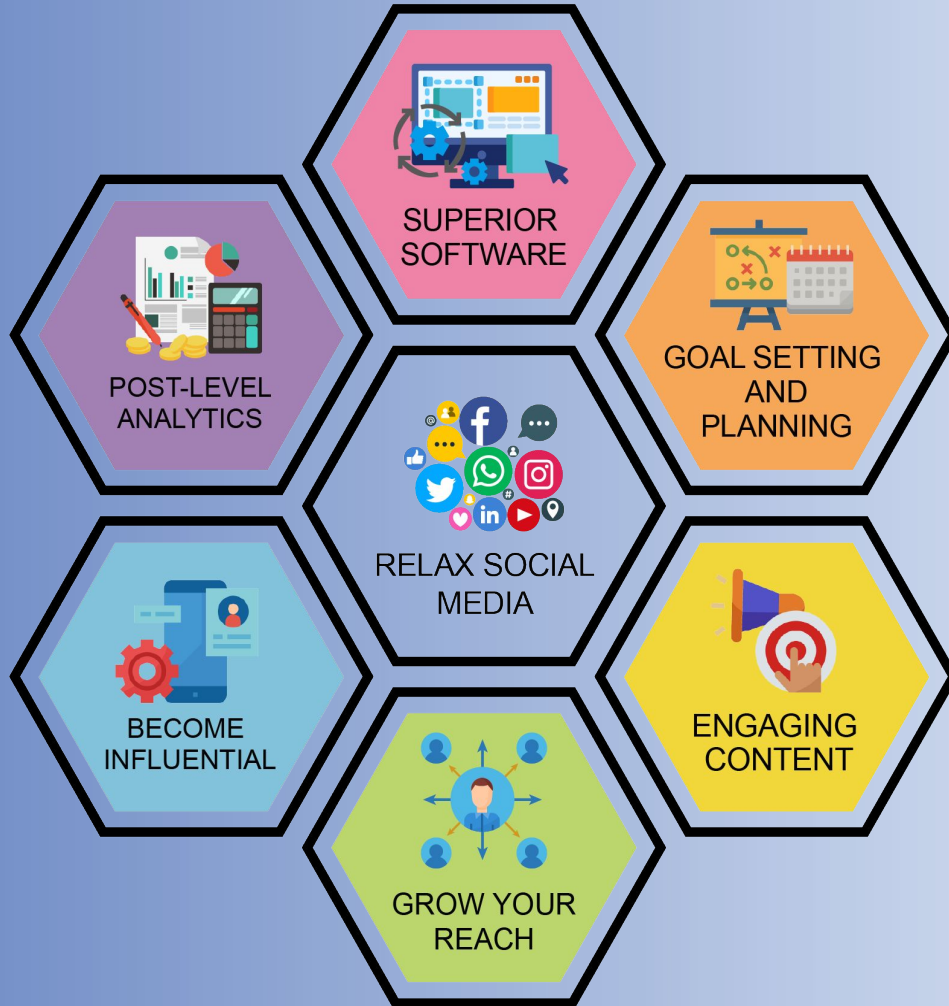 SUPERIOR
SOFTWARE
POST-LEVEL
ANALYTICS
GOAL SETTING
AND
PLANNING
RELAX SOCIAL
MEDIA
BECOME
INFLUENTIAL
ENGAGING
CONTENT
GROW YOUR
REACH